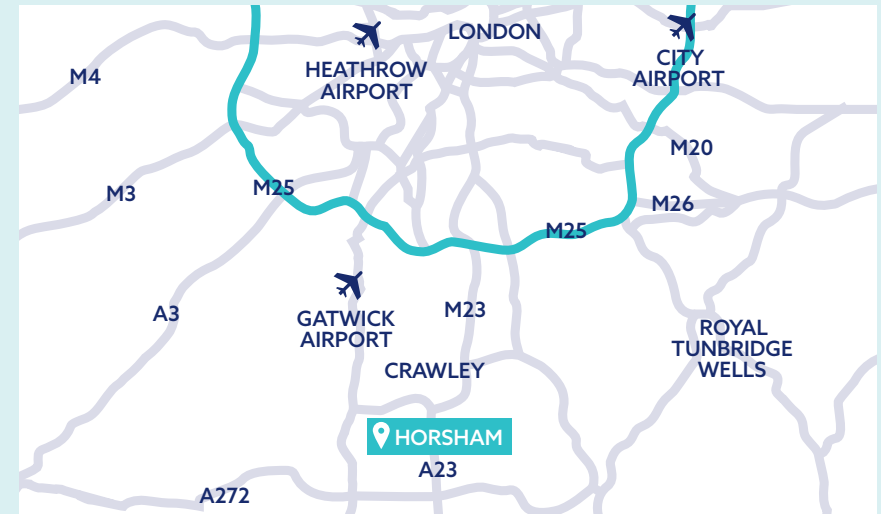 LONDON
HEATHROW
AIRPORT
CITY
AIRPORT
M4
M20
M25
M3
M26
M25
A3
GATWICK
AIRPORT
M23
ROYAL
TUNBRIDGE
WELLS
CRAWLEY
HORSHAM
A23
A272